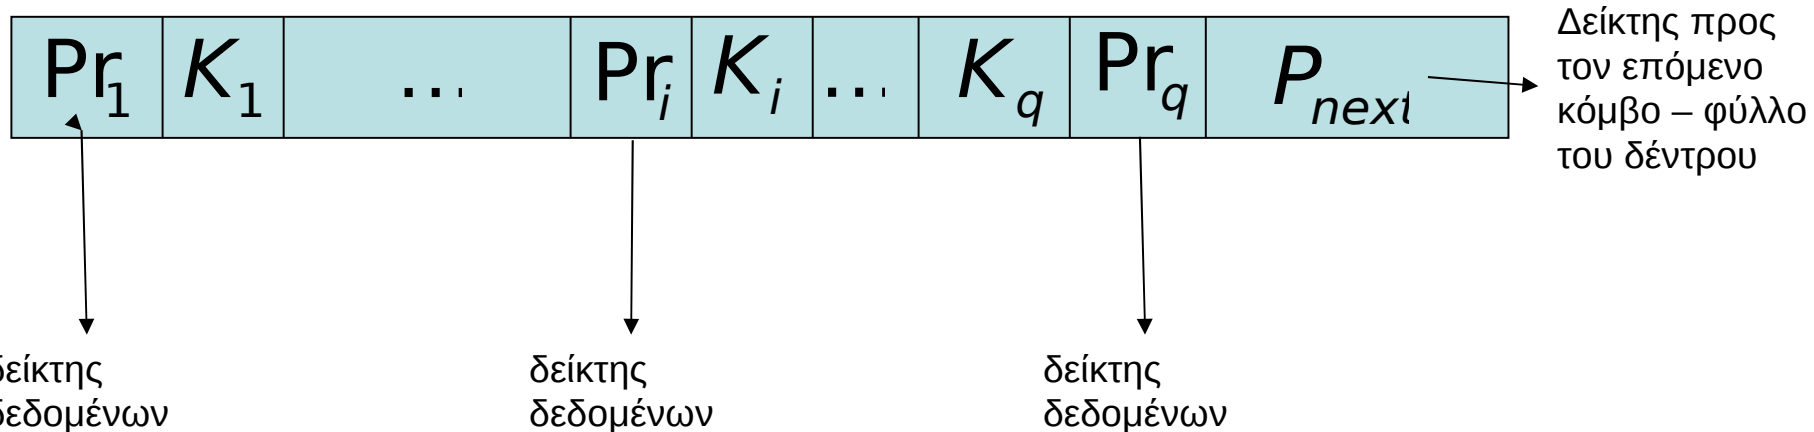 Pr1 K1 ... Pri Ki ... Kq Prq Pnext
Δείκτης προς
τον επόμενο
κόμβο – φύλλο
του δέντρου
δείκτης
δεδομένων
δείκτης
δεδομένων
δείκτης
δεδομένων